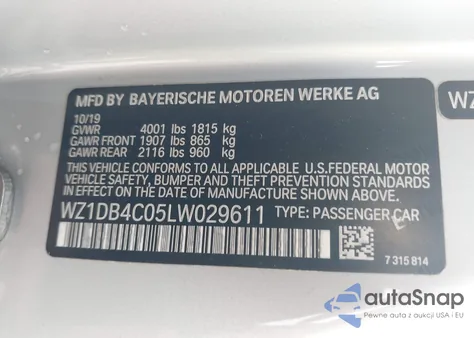 MFD BY BAYERISCHE MOTOREN WERKE AG
10/19
GVWR 4001 lbs 1815 kg
GAWR FRONT 1907 lbs 865 kg
GAWR REAR 2116 lbs 960 kg
THIS VEHICLE CONFORMS TO ALL APPLICABLE U.S.FEDERAL MOTOR
VEHICLE SAFETY, BUMPER, AND THEFT PREVENTION STANDARDS IN
EFFECT ON THE DATE OF MANUFACTURE SHOWN ABOVE.
WZ1DB4C05LW029611 TYPE: PASSENGER CAR
7 315 814
WZ
autoSnap
Pewne auta z USA i EU